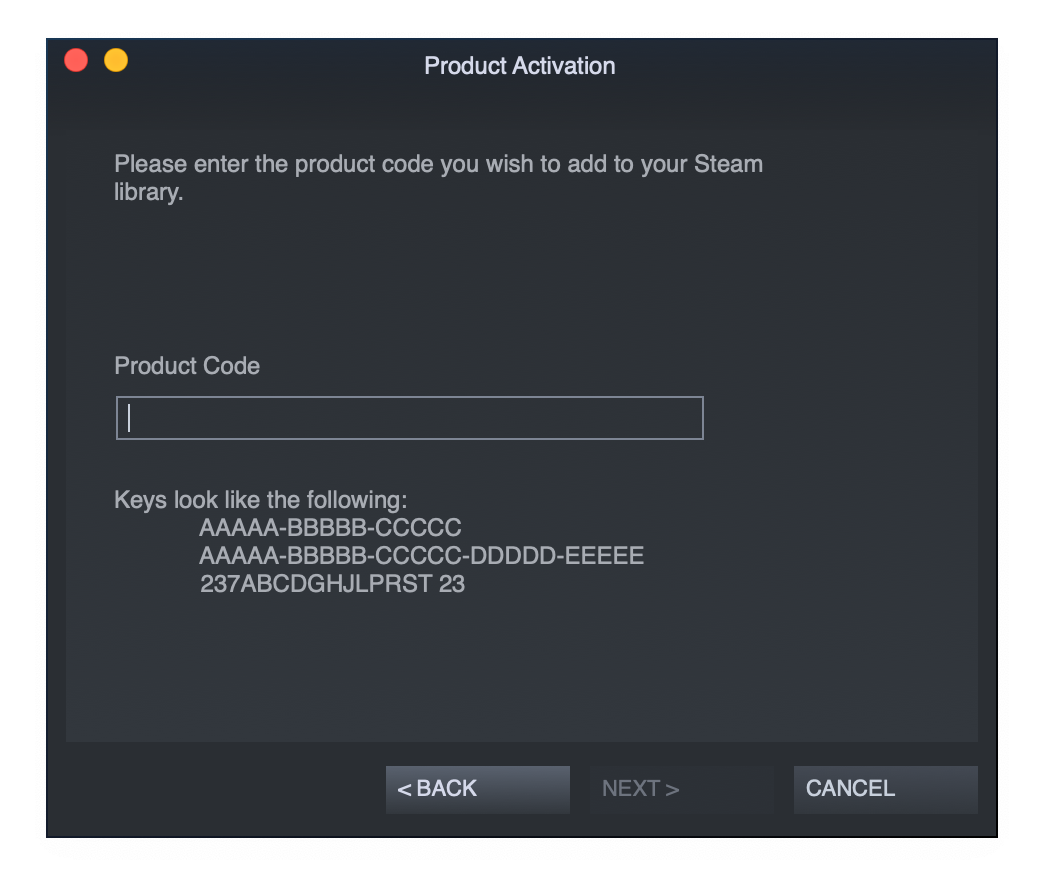 Product Activation
Please enter the product code you wish to add to your Steam
library.
Product Code
Keys look like the following:
AAAAA-BBBBB-CCCCC
AAAAA-BBBBB-CCCCC-DDDDD-EEEEE
237ABCDGHJLPRST 23
< BACK NEXT > CANCEL